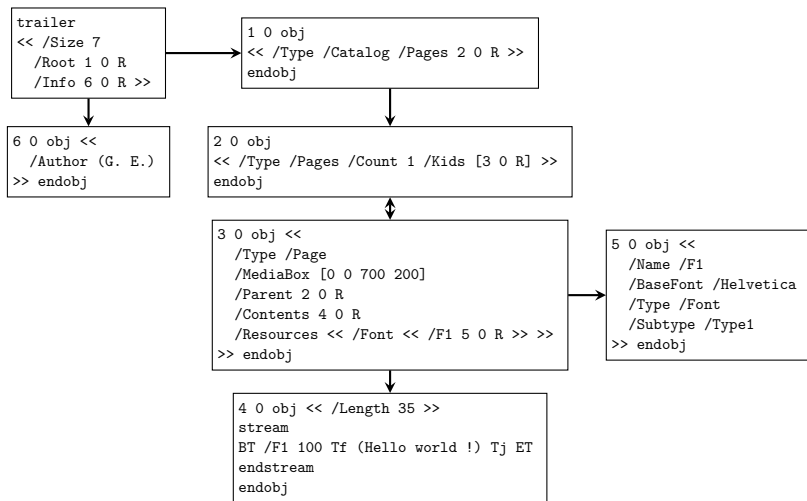 trailer
<< /Size 7
  /Root 1 0 R
  /Info 6 0 R >>
1 0 obj
<< /Type /Catalog /Pages 2 0 R >>
endobj
6 0 obj <<
  /Author (G. E.)
>> endobj
2 0 obj
<< /Type /Pages /Count 1 /Kids [3 0 R] >>
endobj
3 0 obj <<
  /Type /Page
  /MediaBox [0 0 700 200]
  /Parent 2 0 R
  /Contents 4 0 R
  /Resources << /Font << /F1 5 0 R >> >>
>> endobj
5 0 obj <<
  /Name /F1
  /BaseFont /Helvetica
  /Type /Font
  /Subtype /Type1
>> endobj
4 0 obj << /Length 35 >>
stream
BT /F1 100 Tf (Hello world !) Tj ET
endstream
endobj